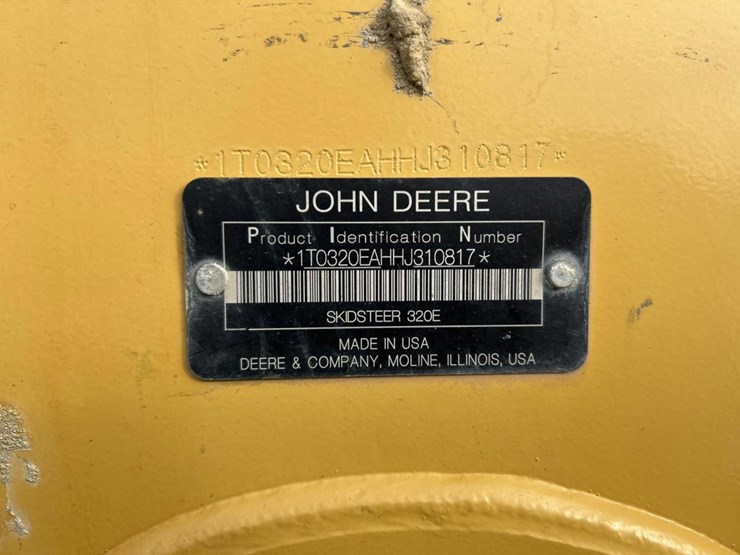 *1T0320EAHHJ310817*
JOHN DEERE
Product Identification Number
*1T0320EAHHJ310817*
SKIDSTEER 320E
MADE IN USA
DEERE & COMPANY, MOLINE, ILLINOIS, USA